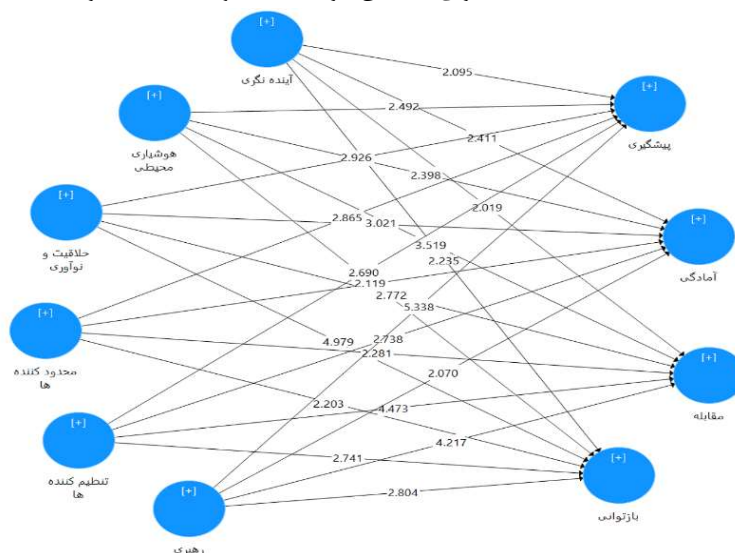 [+]
آینده نگری
[+]
هوشیاری
محیطی
[+]
خلاقیت و
نوآوری
[+]
محدود کننده
ها
[+]
تنظیم کننده
ها
[+]
رهبری
[+]
پیشگیری
[+]
آمادگی
[+]
مقابله
[+]
بازتوانی
2.095
2.492
2.411
2.926
2.398
2.865
3.021
2.019
3.519
2.235
2.690
2.119
2.772
5.338
4.979
2.738
2.281
2.070
2.203
4.473
4.217
2.741
2.804